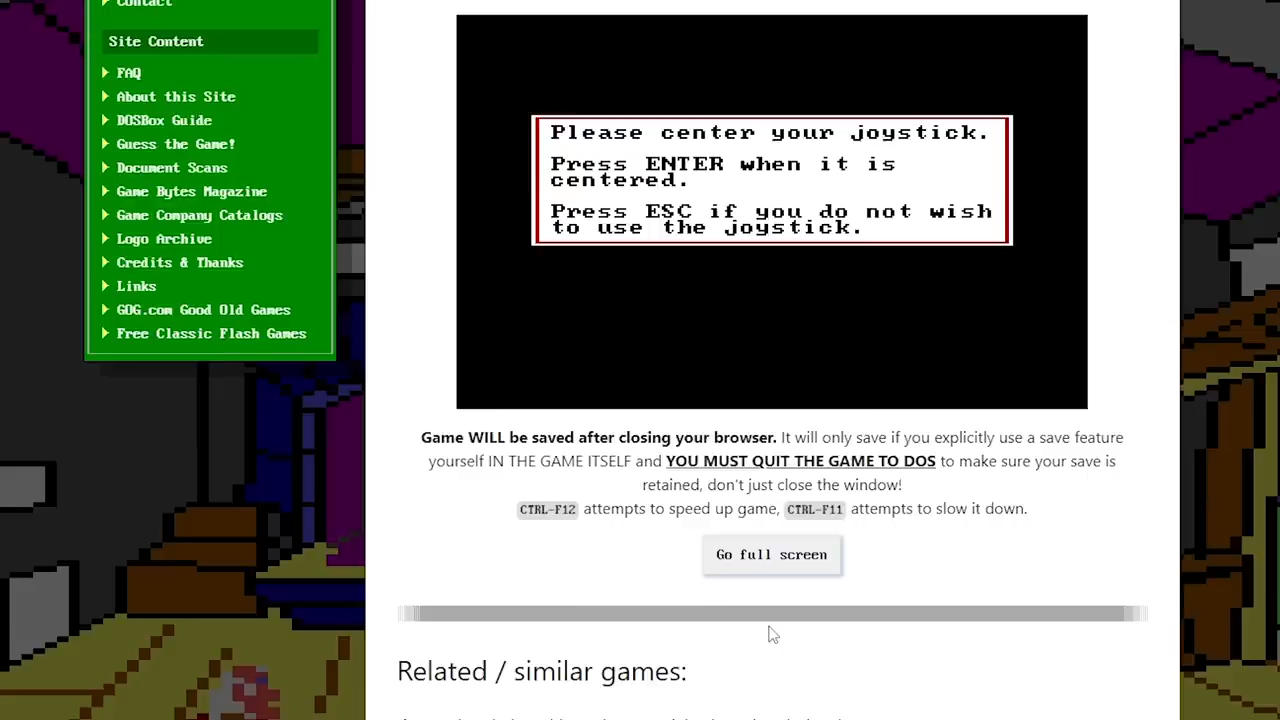 Contact
Site Content
FAQ
About this Site
DOSBox Guide
Guess the Game!
Document Scans
Game Bytes Magazine
Game Company Catalogs
Logo Archive
Credits & Thanks
Links
GOG.com Good Old Games
Free Classic Flash Games
Please center your joystick.
Press ENTER when it is
centered.
Press ESC if you do not wish
to use the joystick.
Game WILL be saved after closing your browser. It will only save if you explicitly use a save feature
yourself IN THE GAME ITSELF and YOU MUST QUIT THE GAME TO DOS to make sure your save is
retained, don't just close the window!
CTRL-F12 attempts to speed up game, CTRL-F11 attempts to slow it down.
Go full screen
Related / similar games: